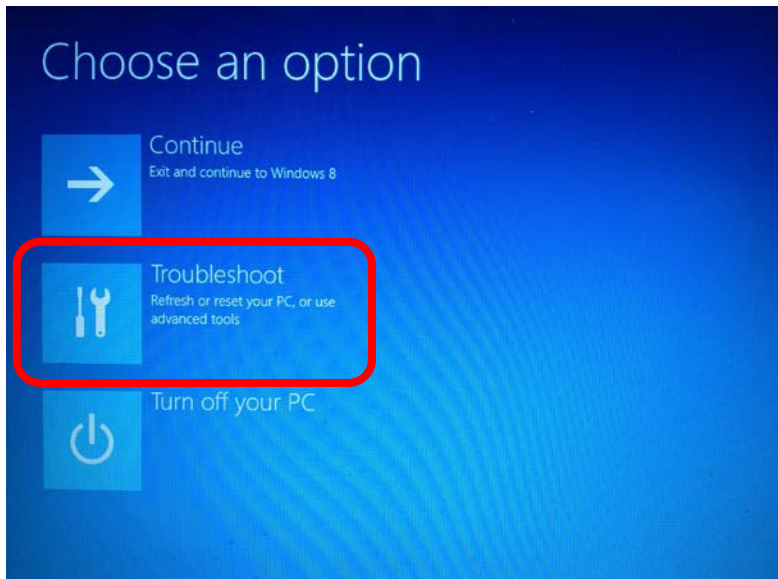 Choose an option
Continue
Exit and continue to Windows 8
Troubleshoot
Refresh or reset your PC, or use
advanced tools
Turn off your PC